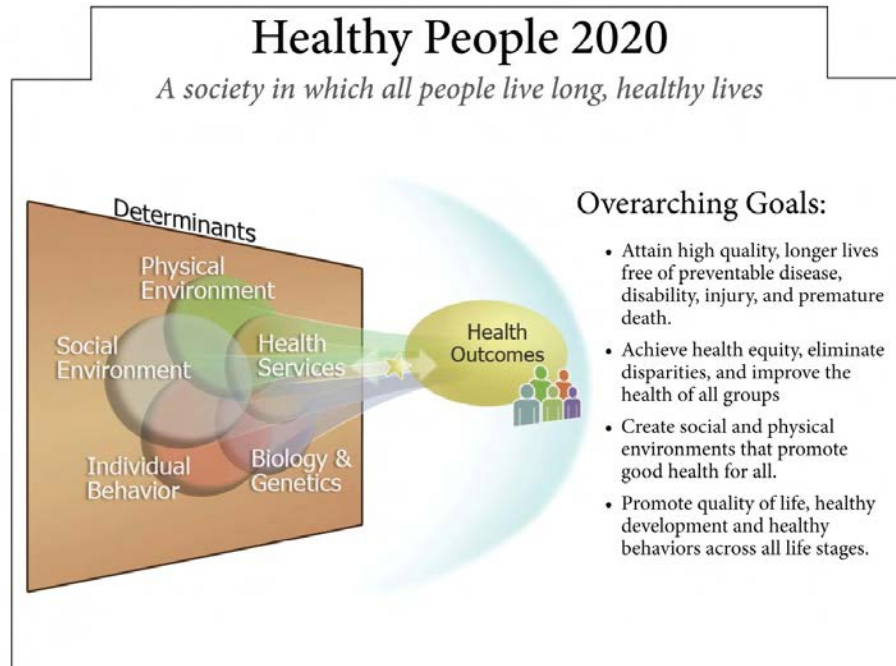 Healthy People 2020
A society in which all people live long, healthy lives
Determinants
Physical
Environment
Social
Environment
Health
Services
Individual
Behavior
Biology &
Genetics
Health
Outcomes
Overarching Goals:
• Attain high quality, longer lives
free of preventable disease,
disability, injury, and premature
death.
• Achieve health equity, eliminate
disparities, and improve the
health of all groups
• Create social and physical
environments that promote
good health for all.
• Promote quality of life, healthy
development and healthy
behaviors across all life stages.